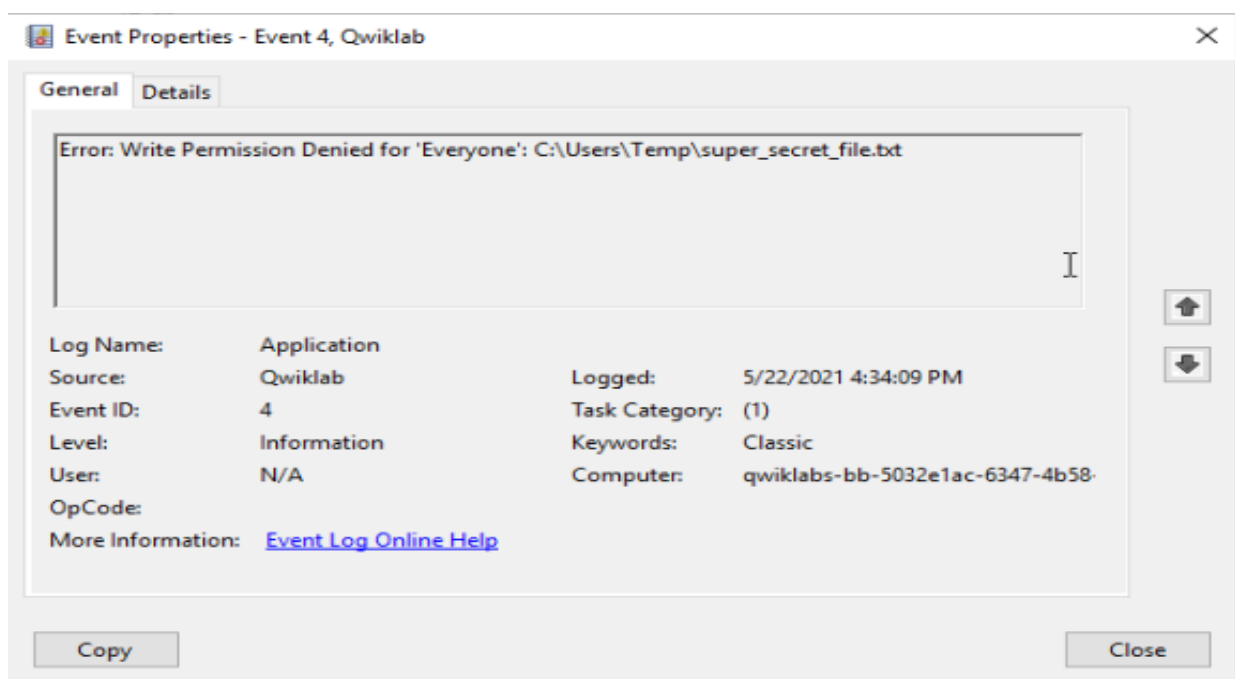 Event Properties - Event 4, Qwiklab
General Details
Error: Write Permission Denied for 'Everyone': C:\Users\Temp\super_secret_file.txt
Log Name: Application
Source: Qwiklab Logged: 5/22/2021 4:34:09 PM
Event ID: 4 Task Category: (1)
Level: Information Keywords: Classic
User: N/A Computer: qwiklabs-bb-5032e1ac-6347-4b58-
OpCode:
More Information: Event Log Online Help
Copy Close